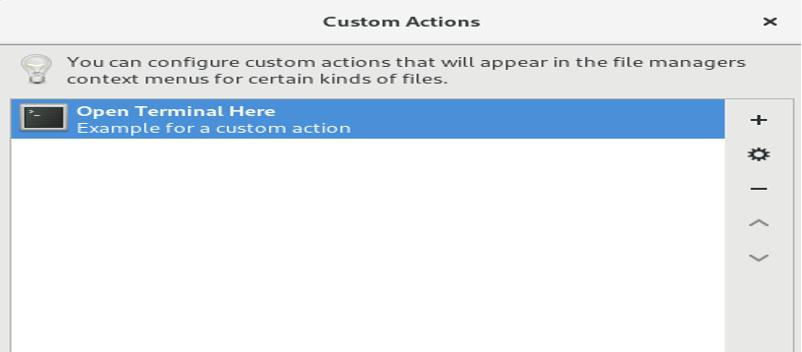 Custom Actions
You can configure custom actions that will appear in the file managers
context menus for certain kinds of files.
Open Terminal Here
Example for a custom action